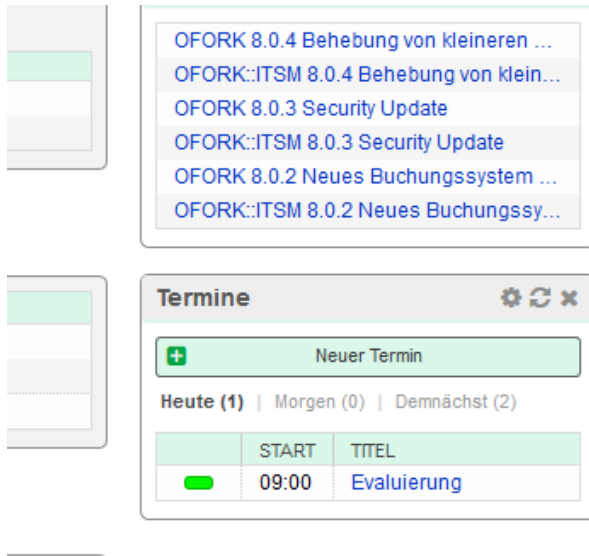 OFORK 8.0.4 Behebung von kleineren ...
OFORK::ITSM 8.0.4 Behebung von klein...
OFORK 8.0.3 Security Update
OFORK::ITSM 8.0.3 Security Update
OFORK 8.0.2 Neues Buchungssystem ...
OFORK::ITSM 8.0.2 Neues Buchungssy...
Termine
Neuer Termin
Heute (1) | Morgen (0) | Demnächst (2)
START TITEL
09:00 Evaluierung